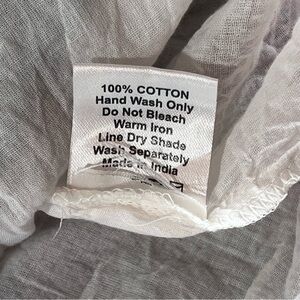 100% COTTON
Hand Wash Only
Do Not Bleach
Warm Iron
Line Dry Shade
Wash Separately
Made in India